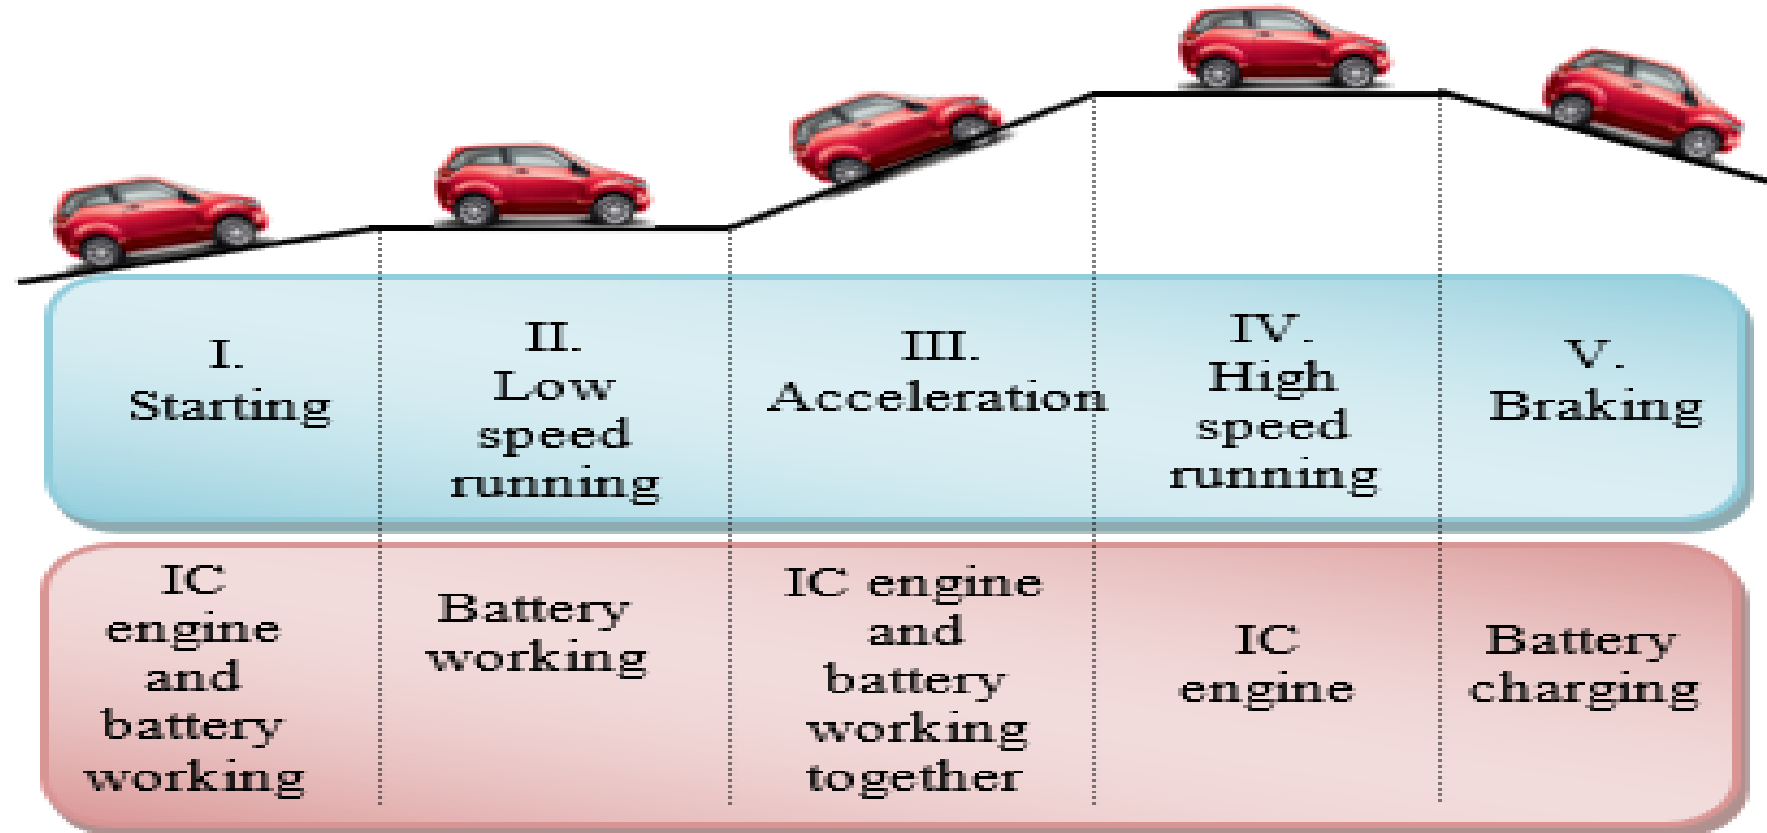 I.
Starting
II.
Low
speed
running
III.
Acceleration
IV.
High
speed
running
V.
Braking
IC
engine
and
battery
working
Battery
working
IC engine
and
battery
working
together
IC
engine
Battery
charging